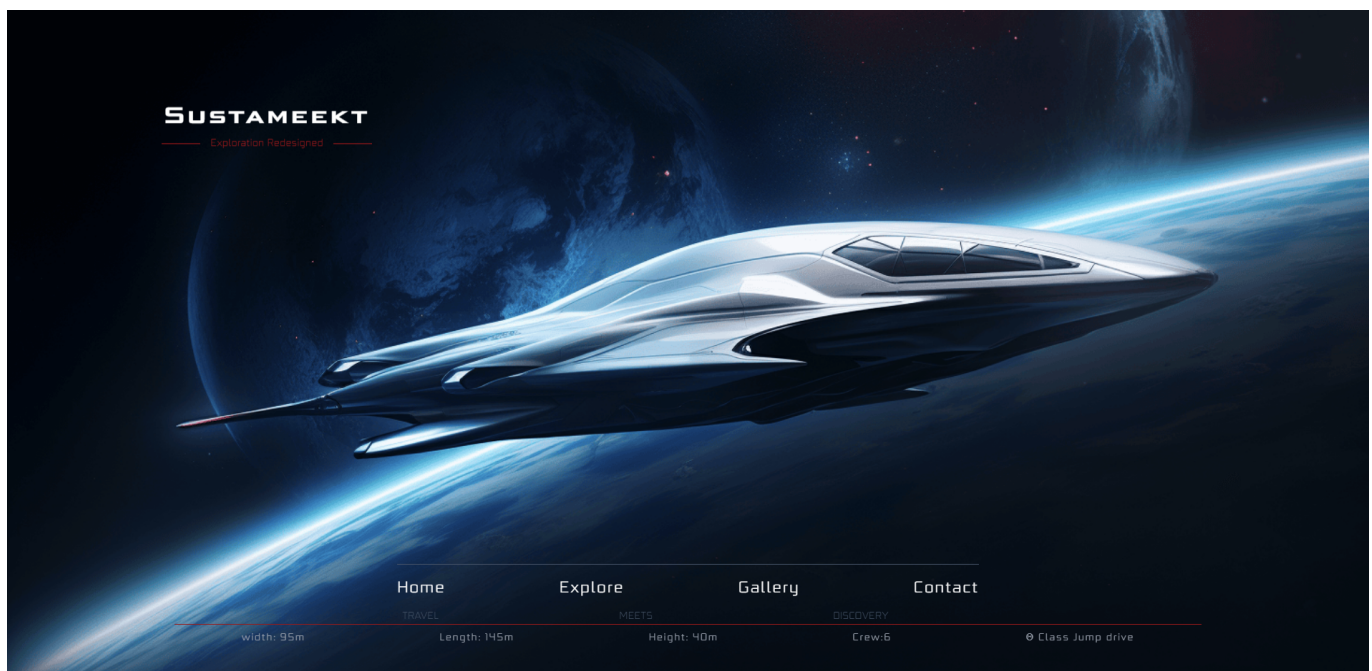 Sustameekt
Exploration Redesigned
Home Explore Gallery Contact
TRAVEL MEETS DISCOVERY
width: 95m Length: 145m Height: 40m Crew:6 Θ Class Jump drive